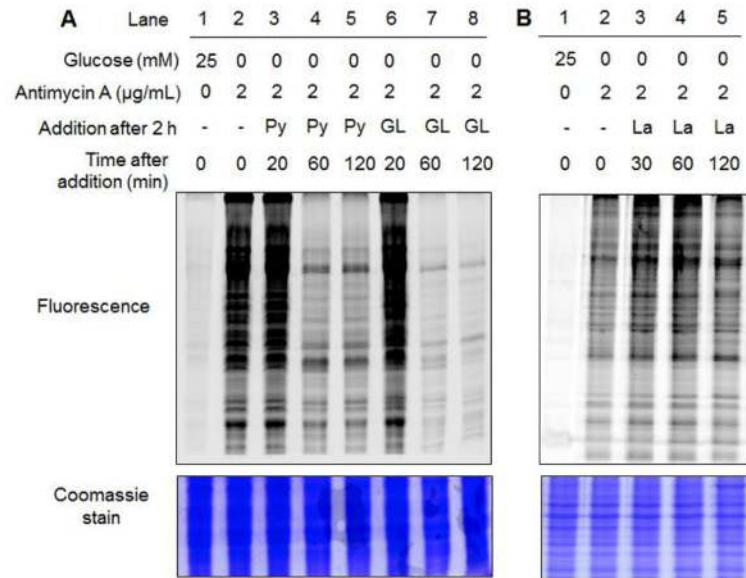 A Lane 1 2 3 4 5 6 7 8
Glucose (mM) 25 0 0 0 0 0 0 0
Antimycin A (µg/mL) 0 2 2 2 2 2 2 2
Addition after 2 h - - Py Py Py GL GL GL
Time after addition (min) 0 0 20 60 120 20 60 120
Fluorescence
Coomassie
stain
B 1 2 3 4 5
25 0 0 0 0
0 2 2 2 2
- - La La La
0 0 30 60 120